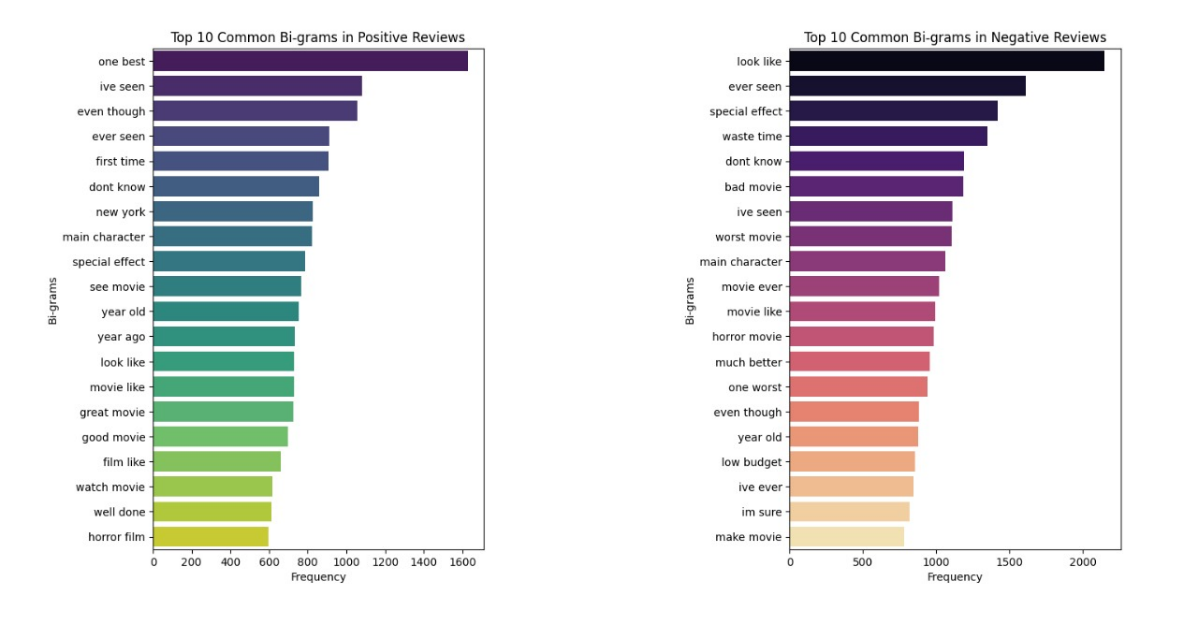 Top 10 Common Bi-grams in Positive Reviews
one best
ive seen
even though
ever seen
first time
dont know
new york
main character
special effect
see movie
year old
year ago
look like
movie like
great movie
good movie
film like
watch movie
well done
horror film
Bi-grams
0 200 400 600 800 1000 1200 1400 1600
Frequency
Top 10 Common Bi-grams in Negative Reviews
look like
ever seen
special effect
waste time
dont know
bad movie
ive seen
worst movie
main character
movie ever
movie like
horror movie
much better
one worst
even though
year old
low budget
ive ever
im sure
make movie
Bi-grams
0 500 1000 1500 2000
Frequency